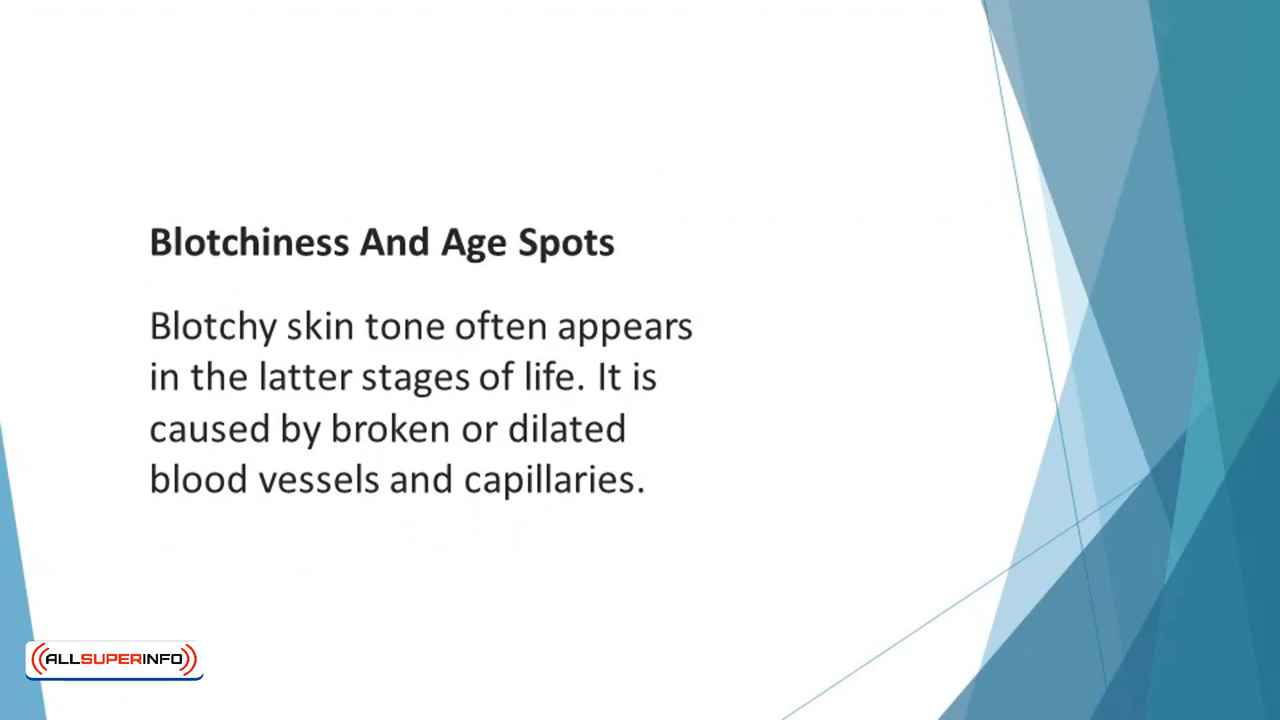 Blotchiness And Age Spots
Blotchy skin tone often appears
in the latter stages of life. It is
caused by broken or dilated
blood vessels and capillaries.
ALLSUPERINFO